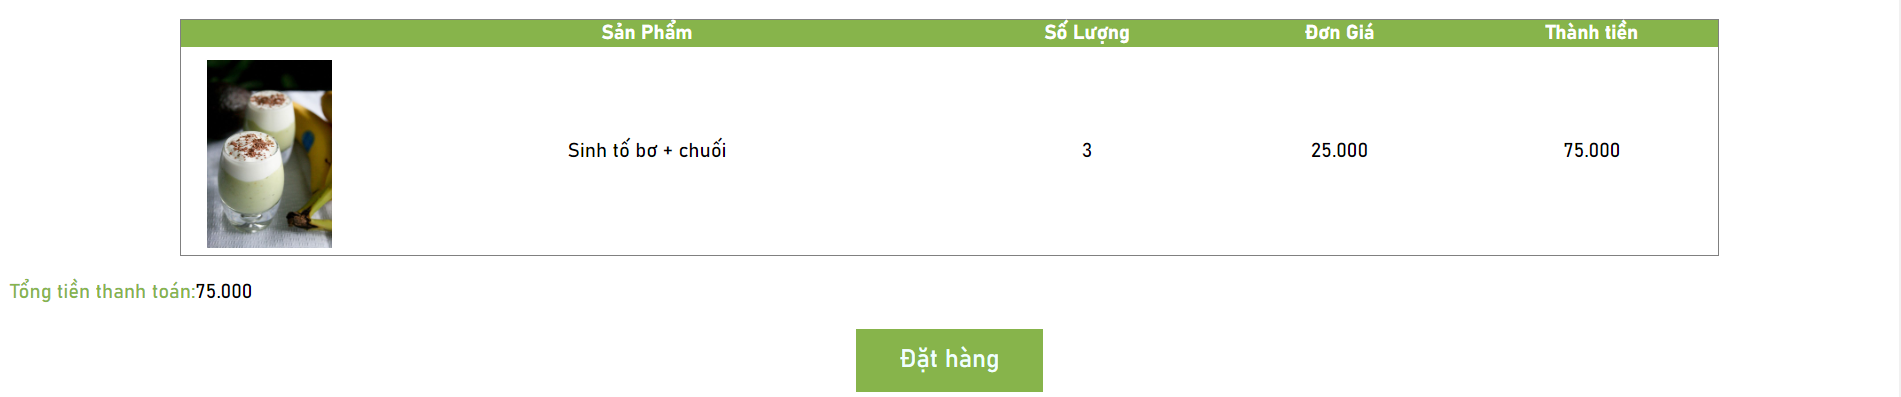 Sản Phẩm Số Lượng Đơn Giá Thành tiền
Sinh tố bơ + chuối 3 25.000 75.000
Tổng tiền thanh toán:75.000
Đặt hàng